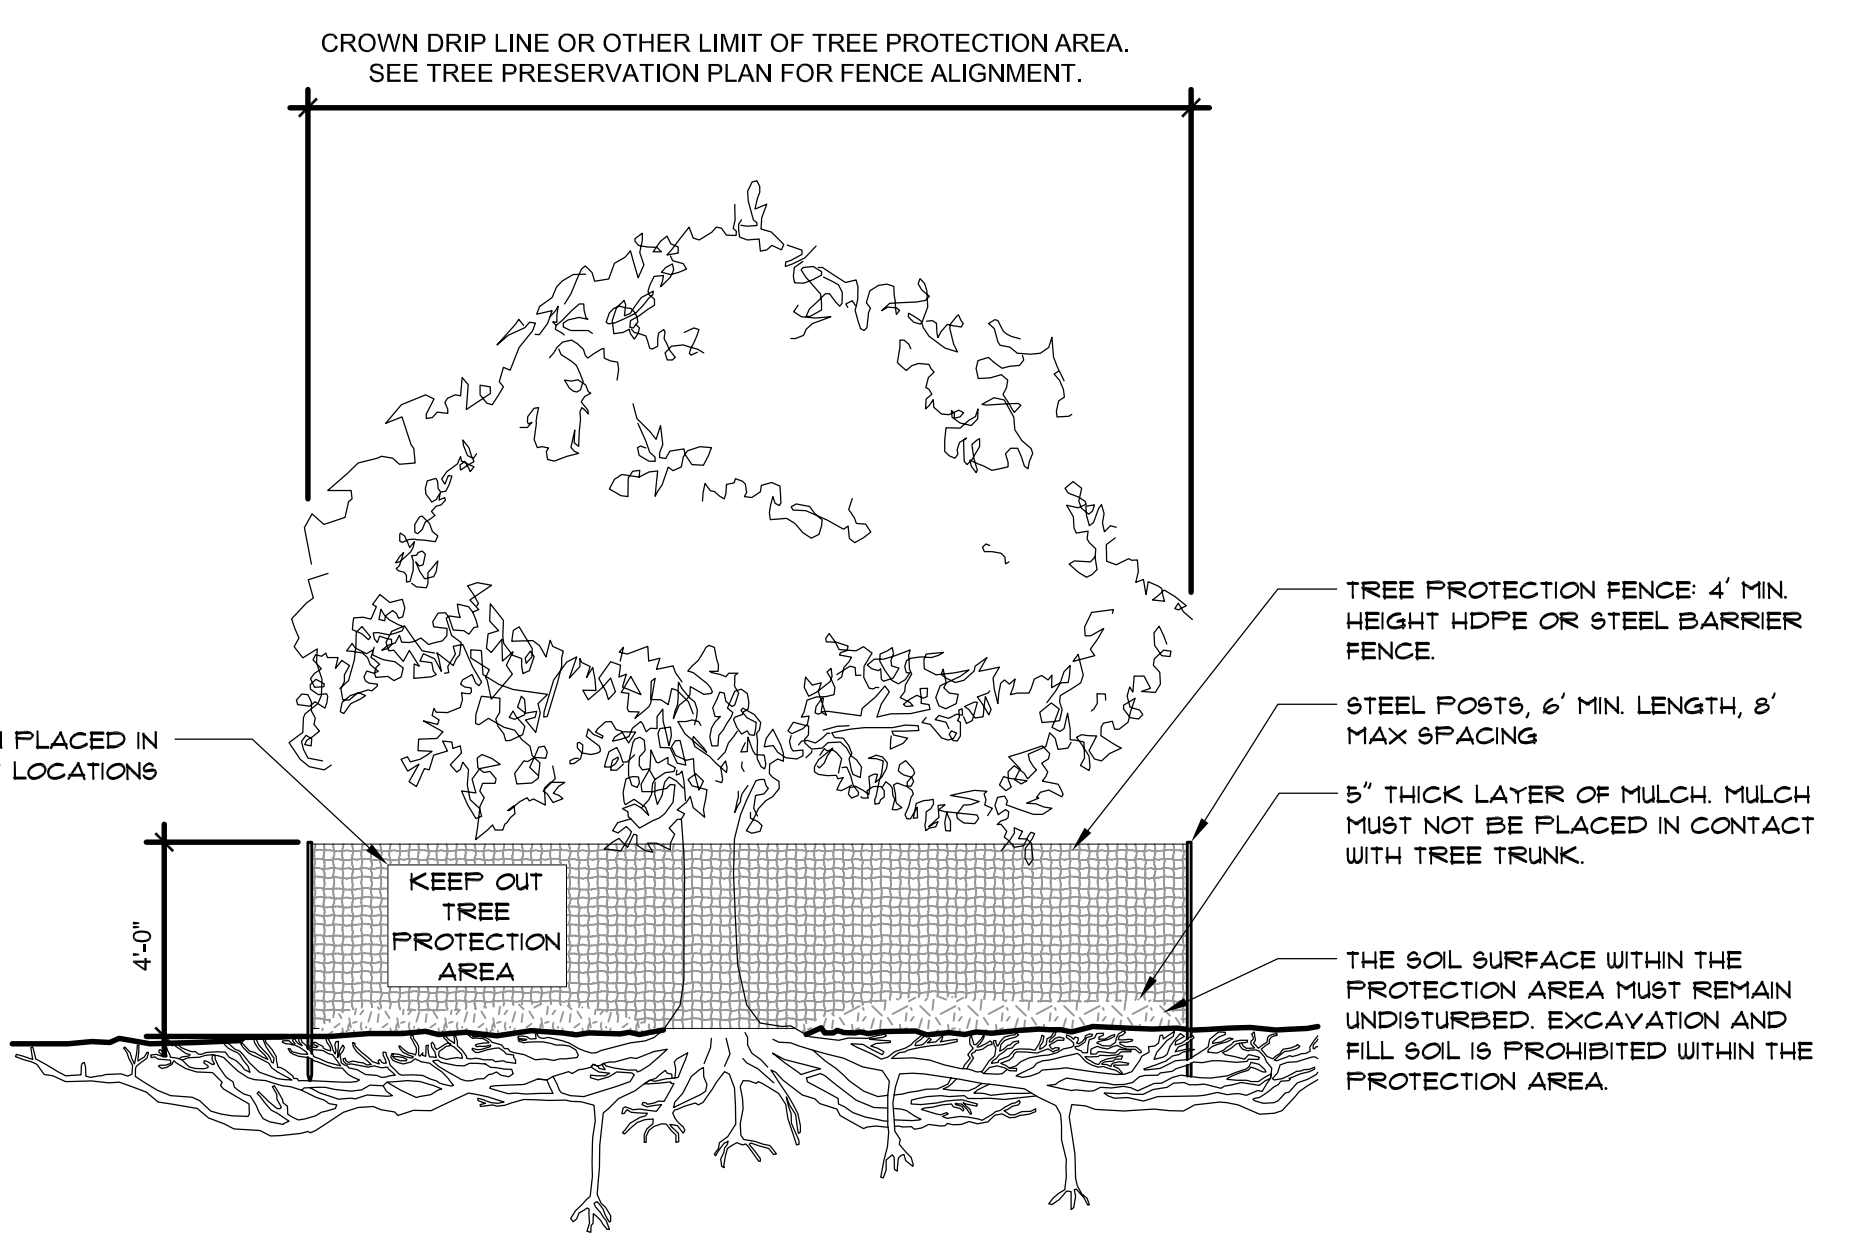 CROWN DRIP LINE OR OTHER LIMIT OF TREE PROTECTION AREA.
SEE TREE PRESERVATION PLAN FOR FENCE ALIGNMENT.
TREE PROTECTION FENCE: 4' MIN.
HEIGHT HDPE OR STEEL BARRIER
FENCE.
STEEL POSTS, 6' MIN. LENGTH, 8'
MAX SPACING
PLACED IN
LOCATIONS
5" THICK LAYER OF MULCH. MULCH
MUST NOT BE PLACED IN CONTACT
WITH TREE TRUNK.
KEEP OUT
TREE
PROTECTION
AREA
4'-0"
THE SOIL SURFACE WITHIN THE
PROTECTION AREA MUST REMAIN
UNDISTURBED. EXCAVATION AND
FILL SOIL IS PROHIBITED WITHIN THE
PROTECTION AREA.